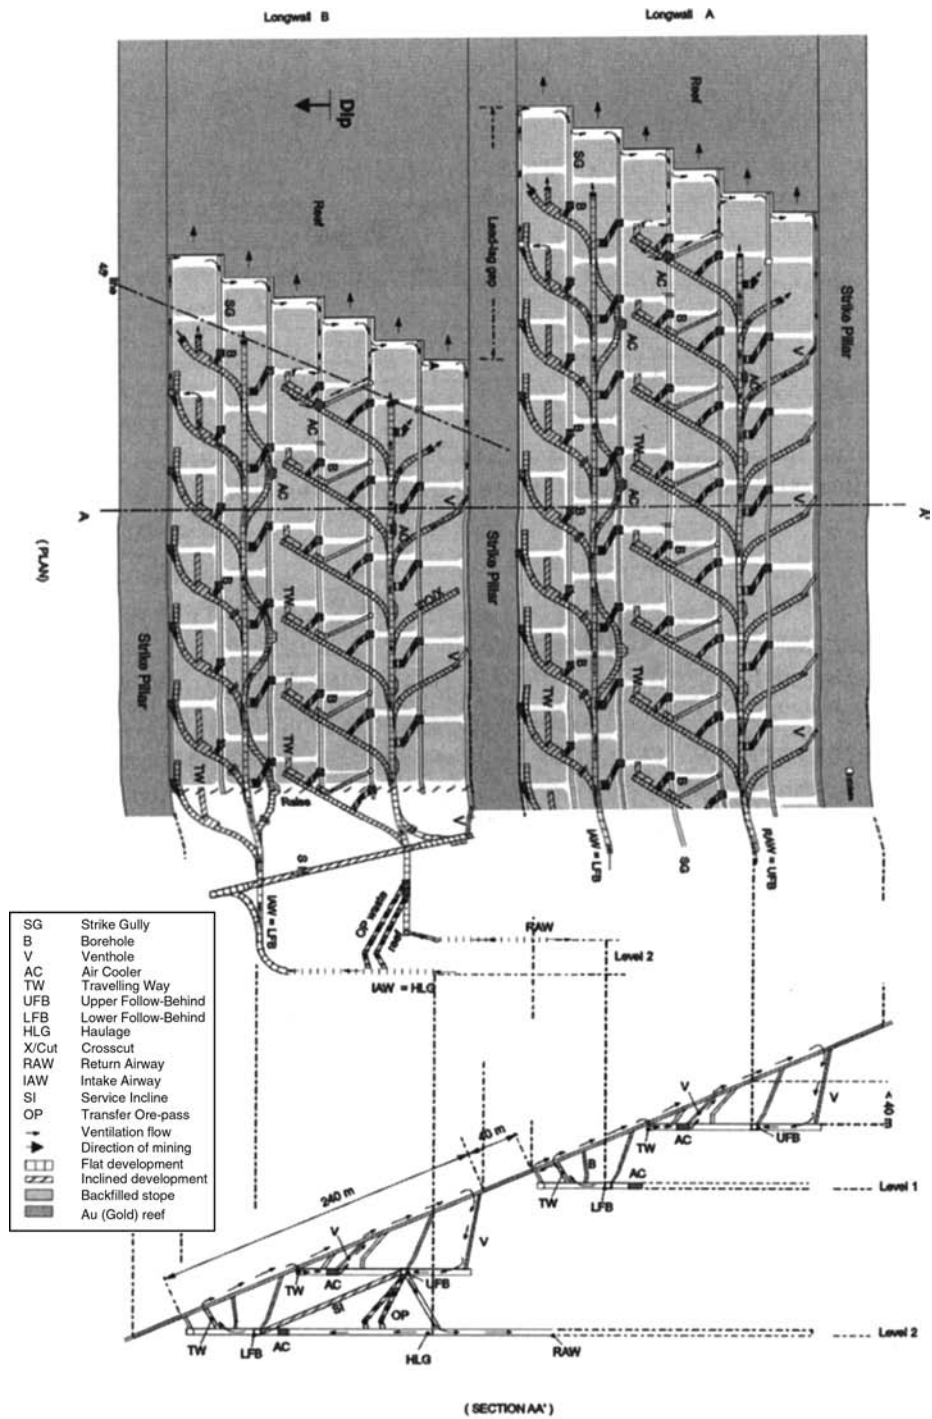 Longwall B
Longwall A
Dip
Reef
Reef
SG
B
AC
Lead-lag gap
SG
B
AC
B
AC
AC
V
Strike Pillar
45° line
A
A'
(PLAN)
Strike Pillar
Strike Pillar
TW
TW
TW
TW
TW
TW
X/CUT
V
V
V
Raise
SI
IAW = LFB
OP
RAW
Level 2
IAW = HLG
IAW = LFB
SG
RAW = UFB
SG Strike Gully
B Borehole
V Venthole
AC Air Cooler
TW Travelling Way
UFB Upper Follow-Behind
LFB Lower Follow-Behind
HLG Haulage
X/Cut Crosscut
RAW Return Airway
IAW Intake Airway
SI Service Incline
OP Transfer Ore-pass
Ventilation flow
Direction of mining
Flat development
Inclined development
Backfilled stope
Au (Gold) reef
V
V
< 40 m
TW
AC
UFB
40 m
B
AC
TW
LFB
Level 1
240 m
V
V
TW
AC
UFB
SI
OP
TW
LFB
AC
HLG
RAW
Level 2
(SECTION AA')